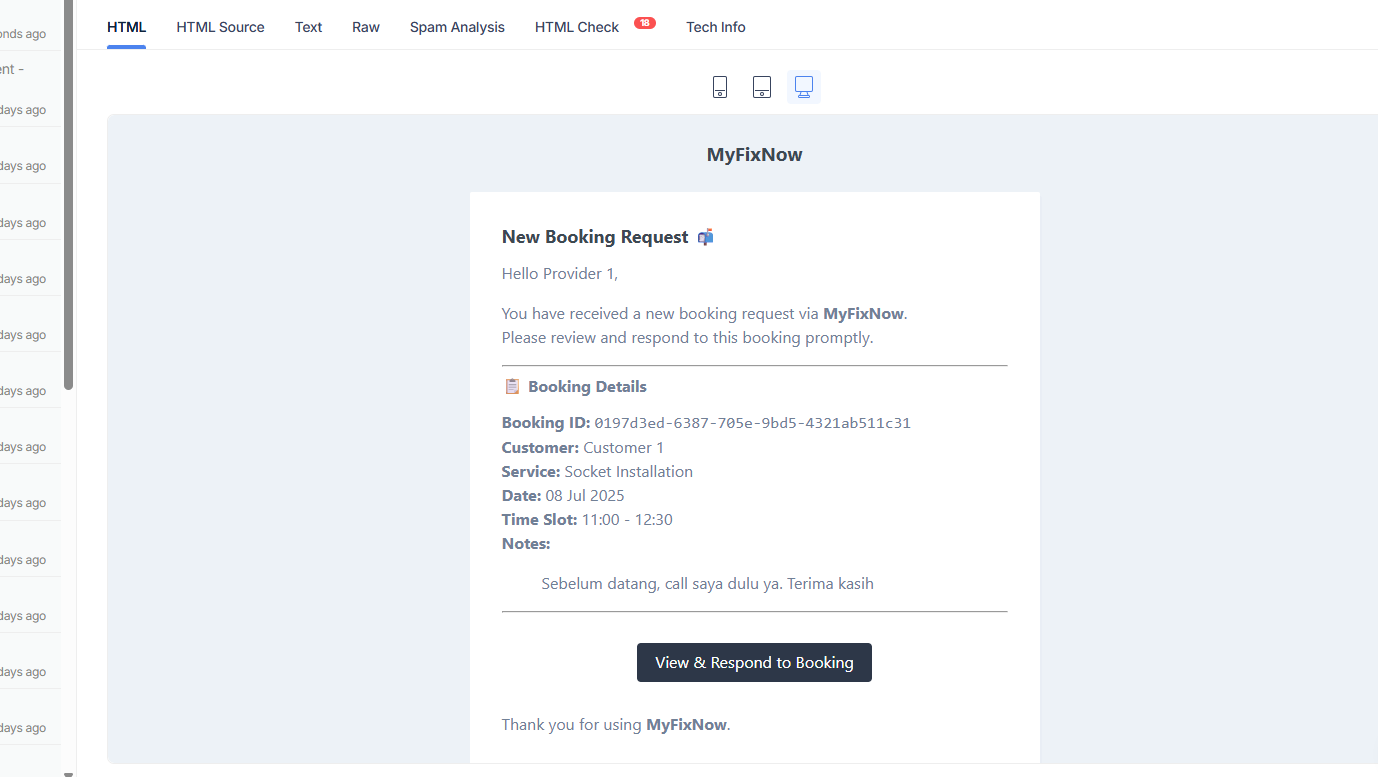 HTML HTML Source Text Raw Spam Analysis HTML Check 18 Tech Info
onds ago
ent -
days ago
days ago
days ago
days ago
days ago
days ago
days ago
days ago
days ago
days ago
days ago
days ago
MyFixNow
New Booking Request 📬
Hello Provider 1,
You have received a new booking request via MyFixNow.
Please review and respond to this booking promptly.
📋 Booking Details
Booking ID: 0197d3ed-6387-705e-9bd5-4321ab511c31
Customer: Customer 1
Service: Socket Installation
Date: 08 Jul 2025
Time Slot: 11:00 - 12:30
Notes:
Sebelum datang, call saya dulu ya. Terima kasih
View & Respond to Booking
Thank you for using MyFixNow.